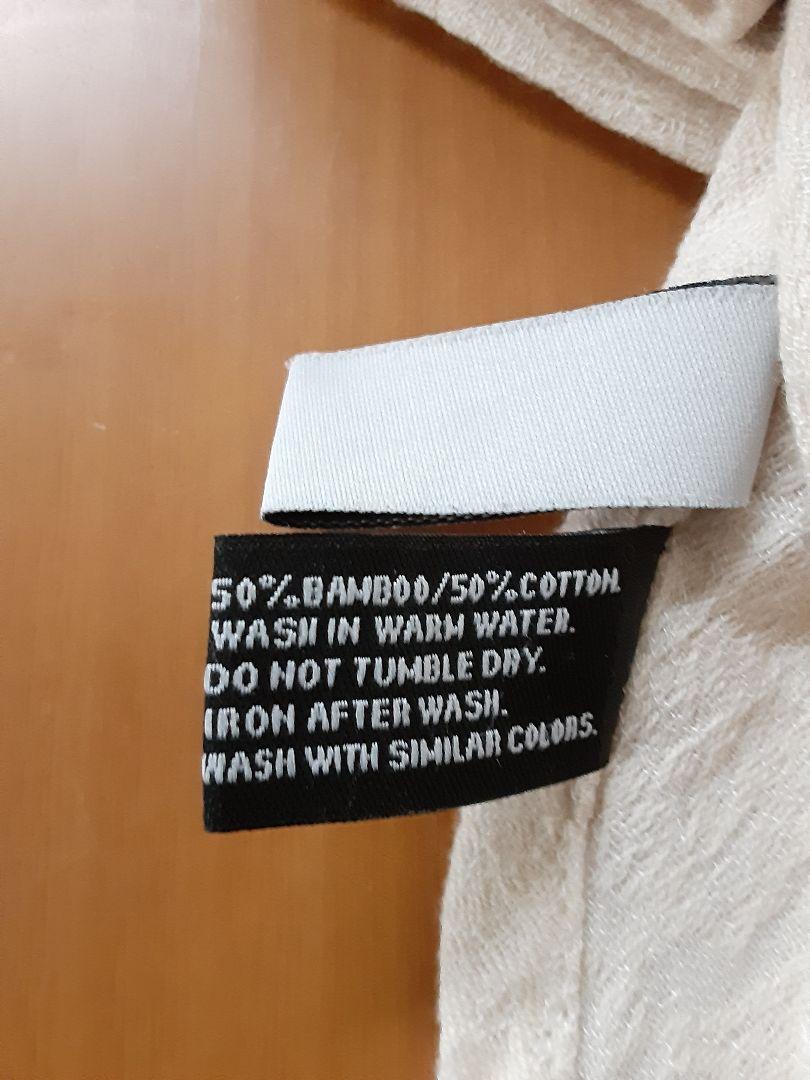 50%BAMBOO/50%COTTON.
WASH IN WARM WATER.
DO NOT TUMBLE DRY.
IRON AFTER WASH.
WASH WITH SIMILAR COLORS.